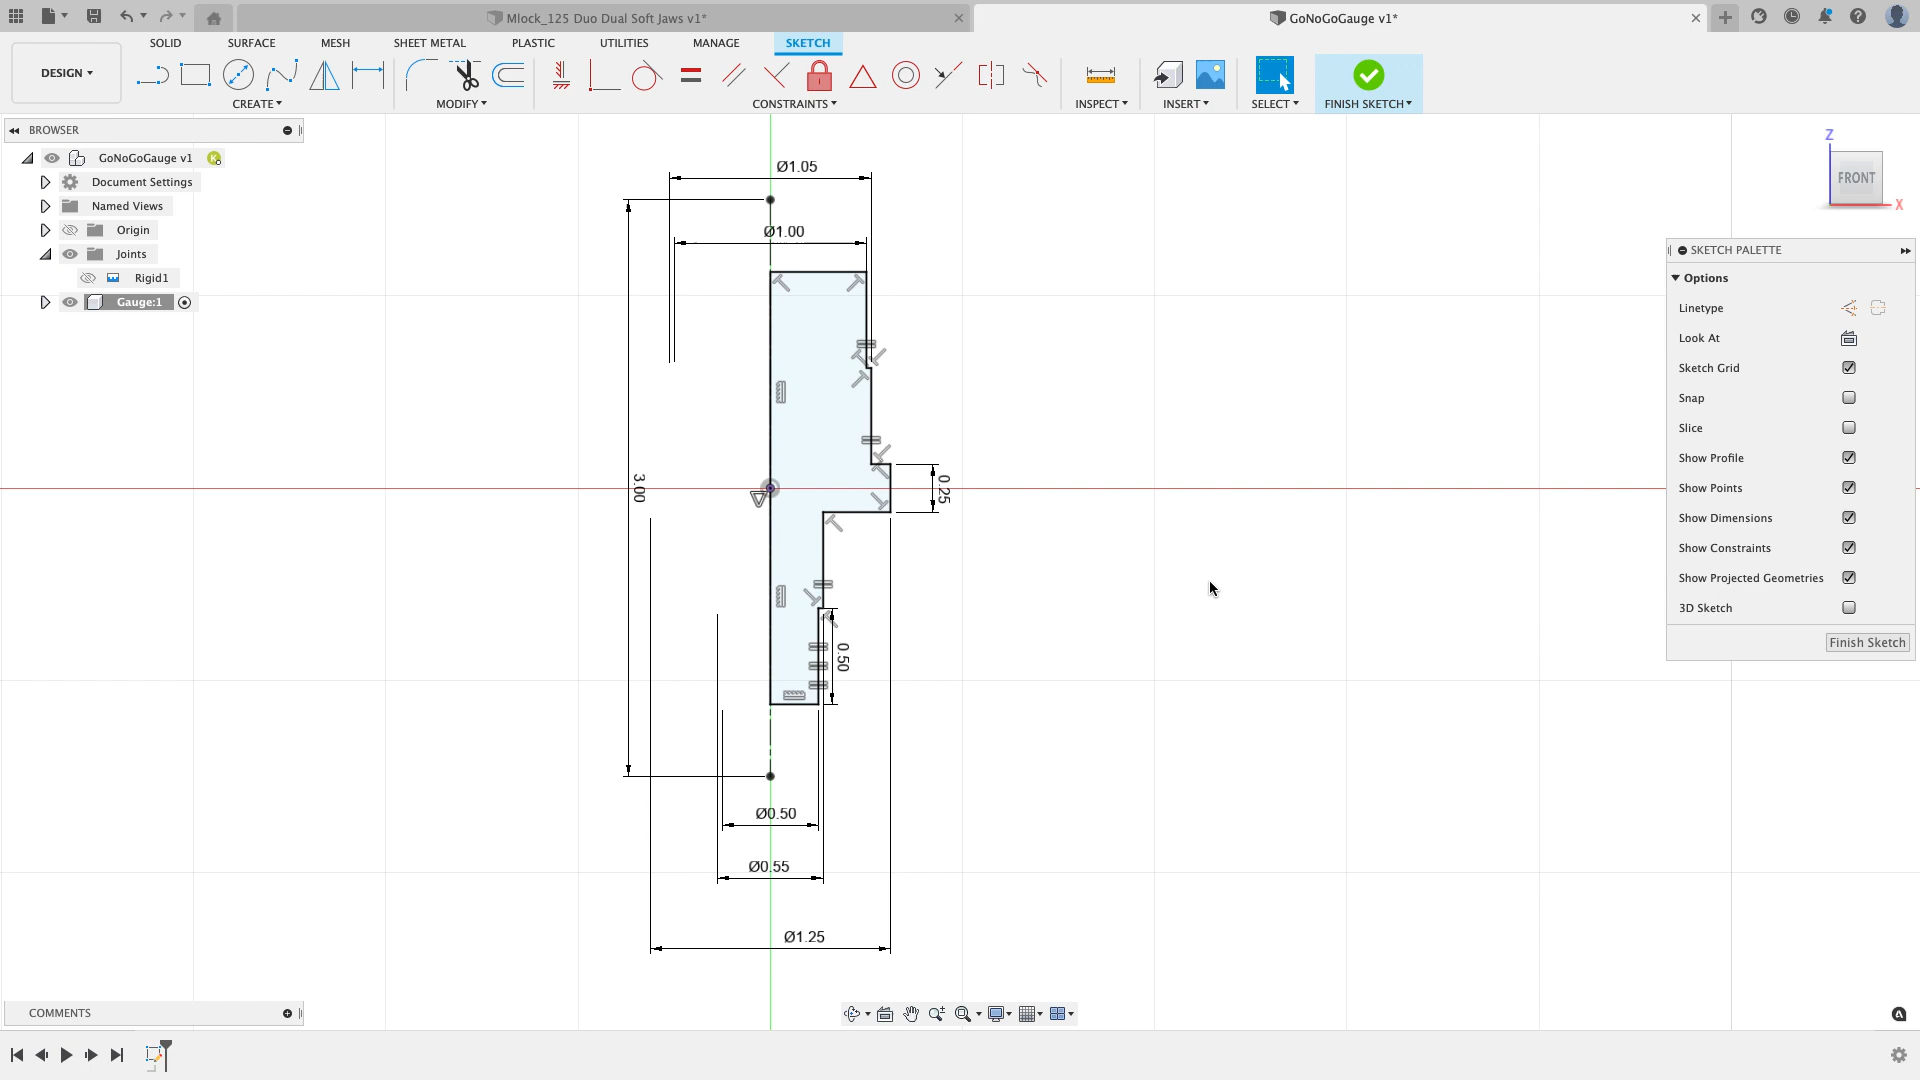 Mlock_125 Duo Dual Soft Jaws v1*
GoNoGoGauge v1*
DESIGN
SOLID
SURFACE
MESH
SHEET METAL
PLASTIC
UTILITIES
MANAGE
SKETCH
CREATE
MODIFY
CONSTRAINTS
INSPECT
INSERT
SELECT
FINISH SKETCH
BROWSER
GoNoGoGauge v1
Document Settings
Named Views
Origin
Joints
Rigid1
Gauge:1
Ø1.05
Ø1.00
3.00
0.25
0.50
Ø0.50
Ø0.55
Ø1.25
Z
FRONT
X
SKETCH PALETTE
Options
Linetype
Look At
Sketch Grid
Snap
Slice
Show Profile
Show Points
Show Dimensions
Show Constraints
Show Projected Geometries
3D Sketch
Finish Sketch
COMMENTS